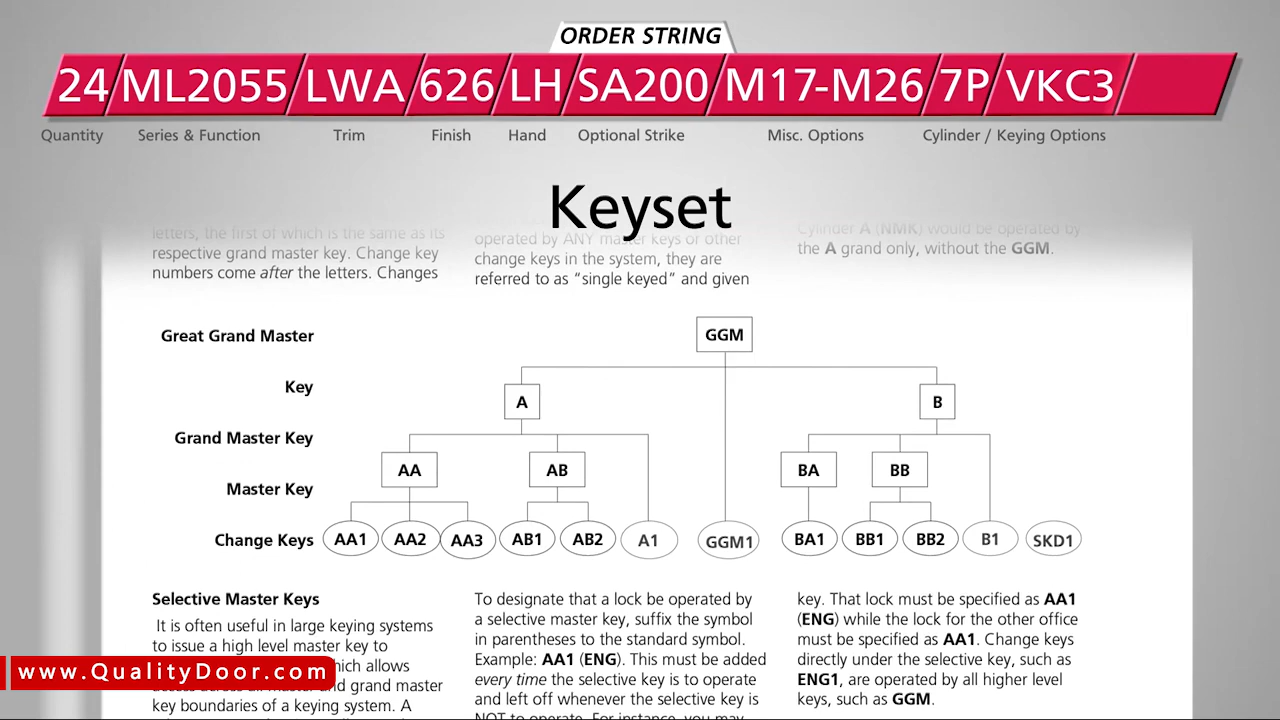 ORDER STRING
24 ML2055 LWA 626 LH SA200 M17-M26 7P VKC3
Quantity Series & Function Trim Finish Hand Optional Strike Misc. Options Cylinder / Keying Options
Keyset
letters, the first of which is the same as its
respective grand master key. Change key
numbers come after the letters. Changes
operated by ANY master keys or other
change keys in the system, they are
referred to as “single keyed” and given
Cylinder A (NMK) would be operated by
the A grand only, without the GGM.
Great Grand Master
GGM
Key
A B
Grand Master Key
AA AB BA BB
Master Key
Change Keys AA1 AA2 AA3 AB1 AB2 A1 GGM1 BA1 BB1 BB2 B1 SKD1
Selective Master Keys
It is often useful in large keying systems
to issue a high level master key to
which allows
and grand master
key boundaries of a keying system. A
To designate that a lock be operated by
a selective master key, suffix the symbol
in parentheses to the standard symbol.
Example: AA1 (ENG). This must be added
every time the selective key is to operate
and left off whenever the selective key is
NOT to operate. For instance, you may
key. That lock must be specified as AA1
(ENG) while the lock for the other office
must be specified as AA1. Change keys
directly under the selective key, such as
ENG1, are operated by all higher level
keys, such as GGM.
www.QualityDoor.com